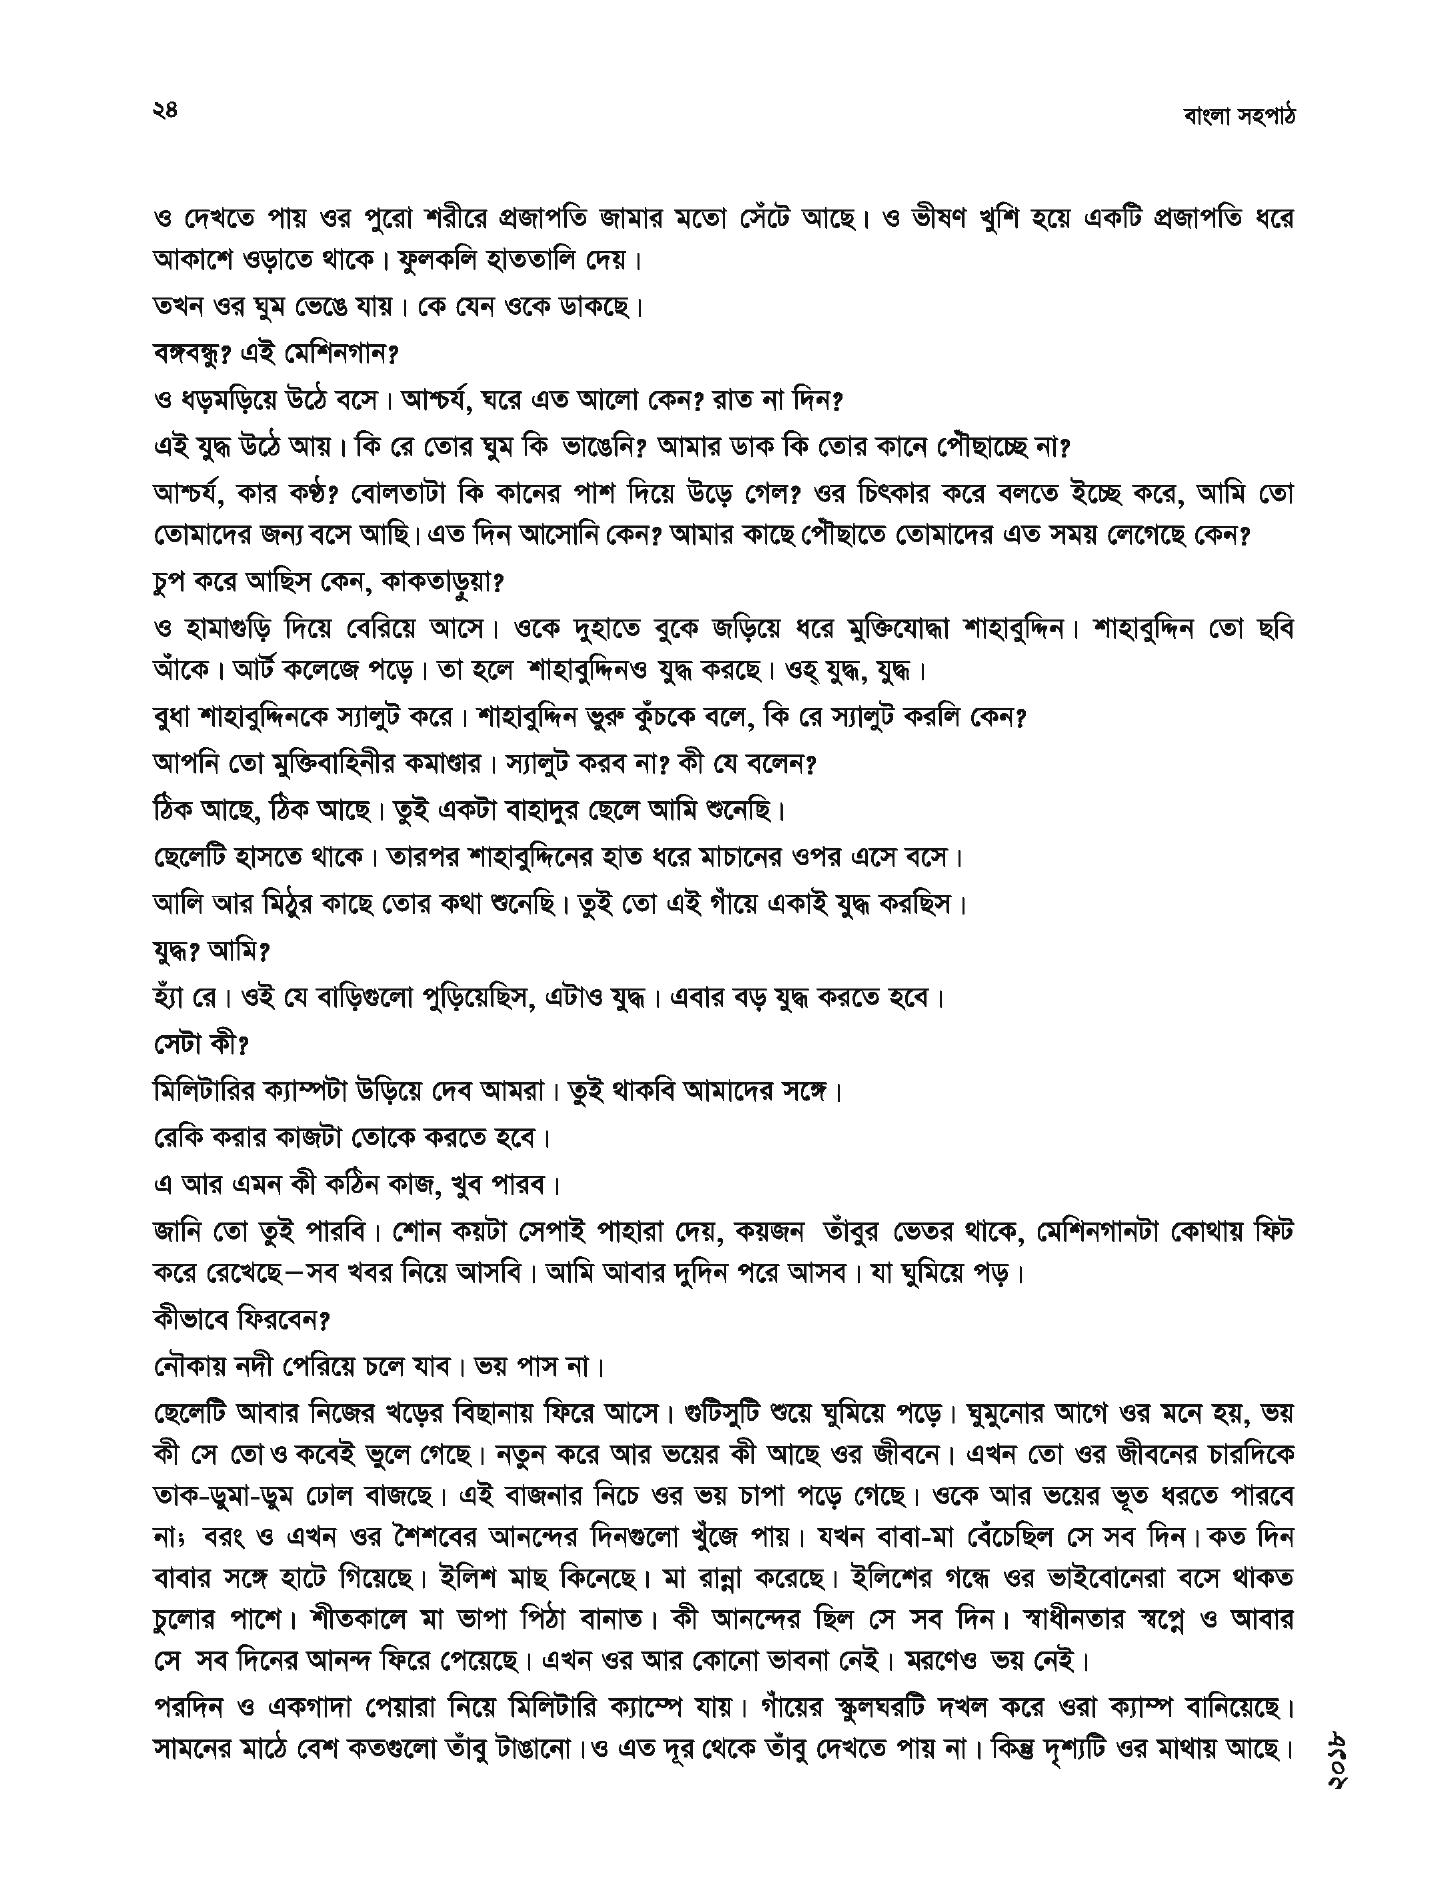 ২৪
বাংলা সহপাঠ
ও দেখতে পায় ওর পুরো শরীরে প্রজাপতি জামার মতো সেঁটে আছে। ও ভীষণ খুশি হয়ে একটি প্রজাপতি ধরে
আকাশে ওড়াতে থাকে। ফুলকলি হাততালি দেয়।
তখন ওর ঘুম ভেঙে যায়। কে যেন ওকে ডাকছে।
বঙ্গবন্ধু? এই মেশিনগান?
ও ধড়মড়িয়ে উঠে বসে। আশ্চর্য, ঘরে এত আলো কেন? রাত না দিন?
এই যুদ্ধ উঠে আয়। কি রে তোর ঘুম কি ভাঙেনি? আমার ডাক কি তোর কানে পৌঁছাচ্ছে না?
আশ্চর্য, কার কণ্ঠ? বোলতাটা কি কানের পাশ দিয়ে উড়ে গেল? ওর চিৎকার করে বলতে ইচ্ছে করে, আমি তো
তোমাদের জন্য বসে আছি। এত দিন আসোনি কেন? আমার কাছে পৌঁছাতে তোমাদের এত সময় লেগেছে কেন?
চুপ করে আছিস কেন, কাকতাড়ুয়া?
ও হামাগুড়ি দিয়ে বেরিয়ে আসে। ওকে দুহাতে বুকে জড়িয়ে ধরে মুক্তিযোদ্ধা শাহাবুদ্দিন। শাহাবুদ্দিন তো ছবি
আঁকে। আর্ট কলেজে পড়ে। তা হলে শাহাবুদ্দিনও যুদ্ধ করছে। ওহ্ যুদ্ধ, যুদ্ধ।
বুধা শাহাবুদ্দিনকে স্যালুট করে। শাহাবুদ্দিন ভুরু কুঁচকে বলে, কি রে স্যালুট করলি কেন?
আপনি তো মুক্তিবাহিনীর কমাণ্ডার। স্যালুট করব না? কী যে বলেন?
ঠিক আছে, ঠিক আছে। তুই একটা বাহাদুর ছেলে আমি শুনেছি।
ছেলেটি হাসতে থাকে। তারপর শাহাবুদ্দিনের হাত ধরে মাচানের ওপর এসে বসে।
আলি আর মিঠুর কাছে তোর কথা শুনেছি। তুই তো এই গাঁয়ে একাই যুদ্ধ করছিস।
যুদ্ধ? আমি?
হ্যাঁ রে। ওই যে বাড়িগুলো পুড়িয়েছিস, এটাও যুদ্ধ। এবার বড় যুদ্ধ করতে হবে।
সেটা কী?
মিলিটারির ক্যাম্পটা উড়িয়ে দেব আমরা। তুই থাকবি আমাদের সঙ্গে।
রেকি করার কাজটা তোকে করতে হবে।
এ আর এমন কী কঠিন কাজ, খুব পারব।
জানি তো তুই পারবি। শোন কয়টা সেপাই পাহারা দেয়, কয়জন তাঁবুর ভেতর থাকে, মেশিনগানটা কোথায় ফিট
করে রেখেছে–সব খবর নিয়ে আসবি। আমি আবার দুদিন পরে আসব। যা ঘুমিয়ে পড়।
কীভাবে ফিরবেন?
নৌকায় নদী পেরিয়ে চলে যাব। ভয় পাস না।
ছেলেটি আবার নিজের খড়ের বিছানায় ফিরে আসে। গুটিসুটি শুয়ে ঘুমিয়ে পড়ে। ঘুমুনোর আগে ওর মনে হয়, ভয়
কী সে তো ও কবেই ভুলে গেছে। নতুন করে আর ভয়ের কী আছে ওর জীবনে। এখন তো ওর জীবনের চারদিকে
তাক-ডুমা-ডুম ঢোল বাজছে। এই বাজনার নিচে ওর ভয় চাপা পড়ে গেছে। ওকে আর ভয়ের ভূত ধরতে পারবে
না; বরং ও এখন ওর শৈশবের আনন্দের দিনগুলো খুঁজে পায়। যখন বাবা-মা বেঁচেছিল সে সব দিন। কত দিন
বাবার সঙ্গে হাটে গিয়েছে। ইলিশ মাছ কিনেছে। মা রান্না করেছে। ইলিশের গন্ধে ওর ভাইবোনেরা বসে থাকত
চুলোর পাশে। শীতকালে মা ভাপা পিঠা বানাত। কী আনন্দের ছিল সে সব দিন। স্বাধীনতার স্বপ্নে ও আবার
সে সব দিনের আনন্দ ফিরে পেয়েছে। এখন ওর আর কোনো ভাবনা নেই। মরণেও ভয় নেই।
পরদিন ও একগাদা পেয়ারা নিয়ে মিলিটারি ক্যাম্পে যায়। গাঁয়ের স্কুলঘরটি দখল করে ওরা ক্যাম্প বানিয়েছে।
সামনের মাঠে বেশ কতগুলো তাঁবু টাঙানো। ও এত দূর থেকে তাঁবু দেখতে পায় না। কিন্তু দৃশ্যটি ওর মাথায় আছে।
২০১৮